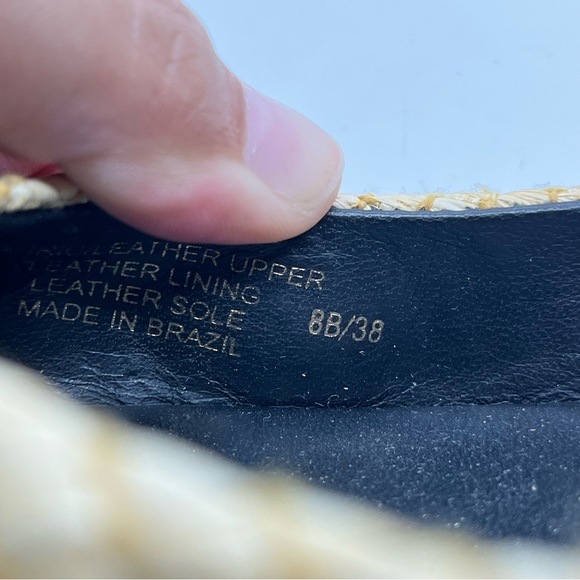 LEATHER UPPER
LEATHER LINING
LEATHER SOLE
MADE IN BRAZIL
8B/38